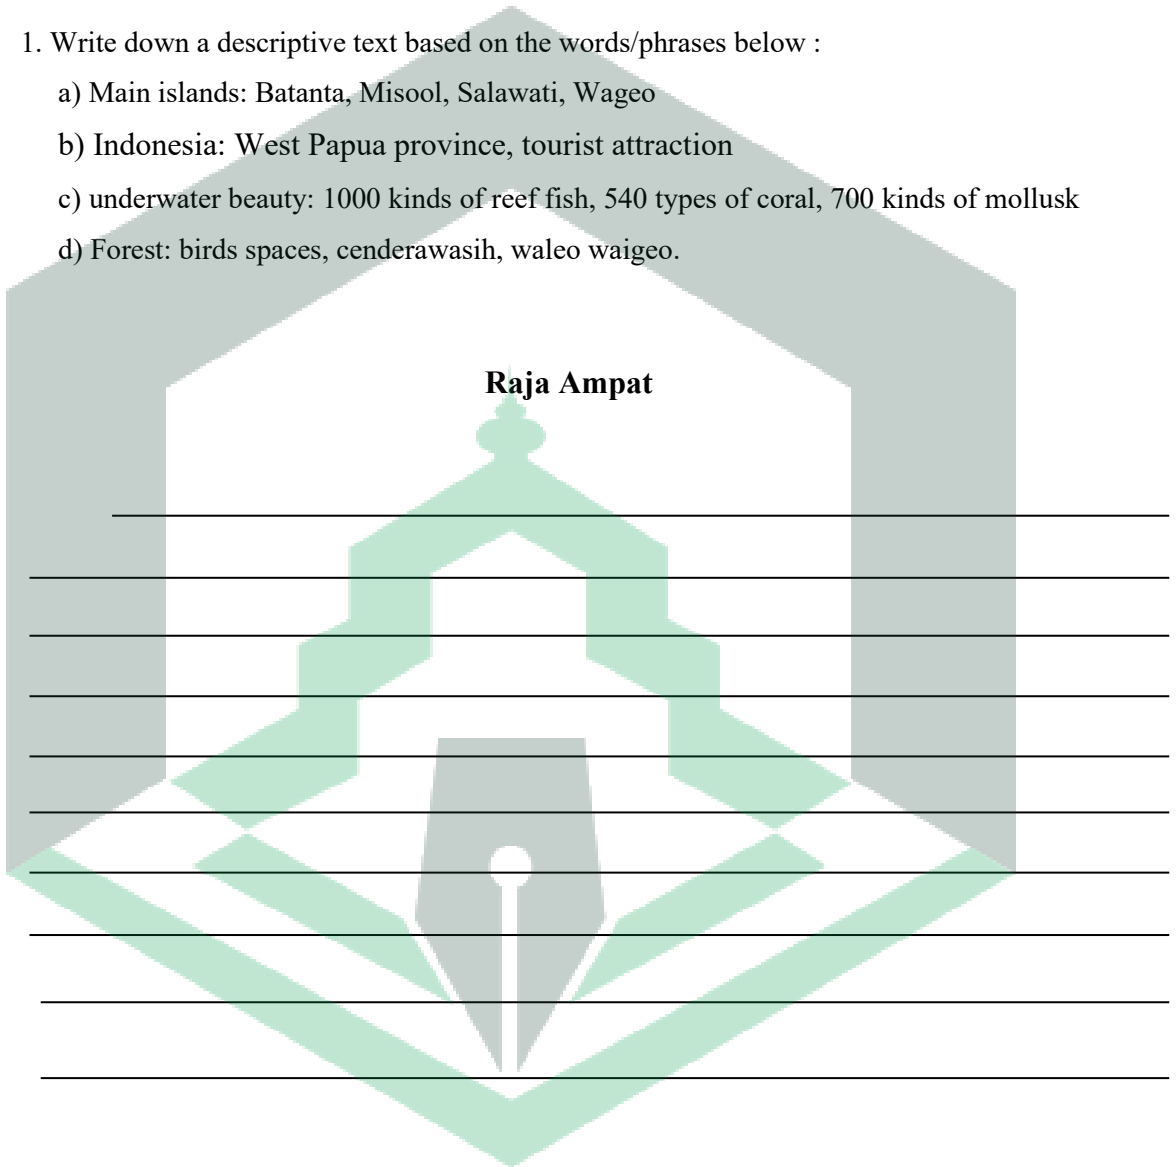 1. Write down a descriptive text based on the words/phrases below :
a) Main islands: Batanta, Misool, Salawati, Wageo
b) Indonesia: West Papua province, tourist attraction
c) underwater beauty: 1000 kinds of reef fish, 540 types of coral, 700 kinds of mollusk
d) Forest: birds spaces, cenderawasih, waleo waigeo.
Raja Ampat